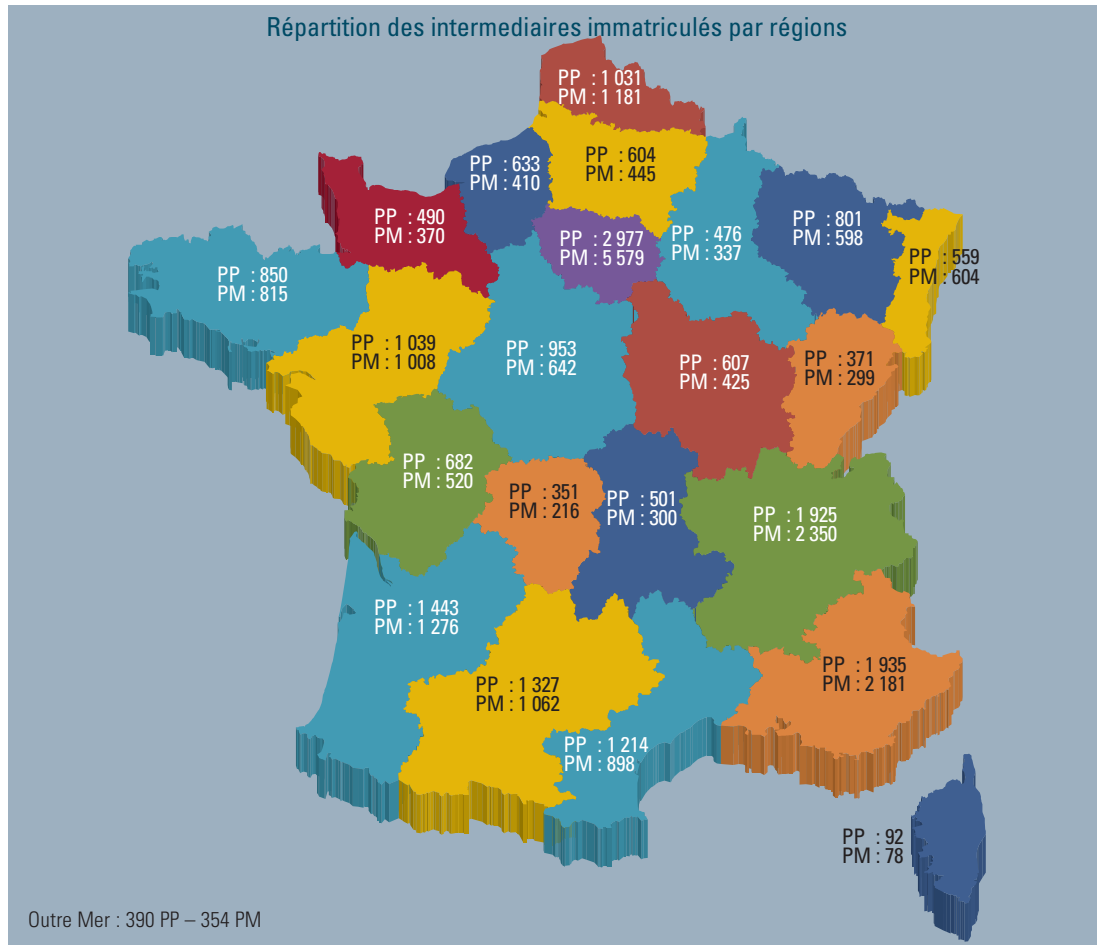 Répartition des intermediaires immatriculés par régions
PP : 1 031
PM : 1 181
PP : 633
PM : 410
PP : 604
PM : 445
PP : 490
PM : 370
PP : 2 977
PM : 5 579
PP : 476
PM : 337
PP : 801
PM : 598
PP : 559
PM : 604
PP : 850
PM : 815
PP : 1 039
PM : 1 008
PP : 953
PM : 642
PP : 607
PM : 425
PP : 371
PM : 299
PP : 682
PM : 520
PP : 351
PM : 216
PP : 501
PM : 300
PP : 1 925
PM : 2 350
PP : 1 443
PM : 1 276
PP : 1 327
PM : 1 062
PP : 1 935
PM : 2 181
PP : 1 214
PM : 898
PP : 92
PM : 78
Outre Mer : 390 PP – 354 PM